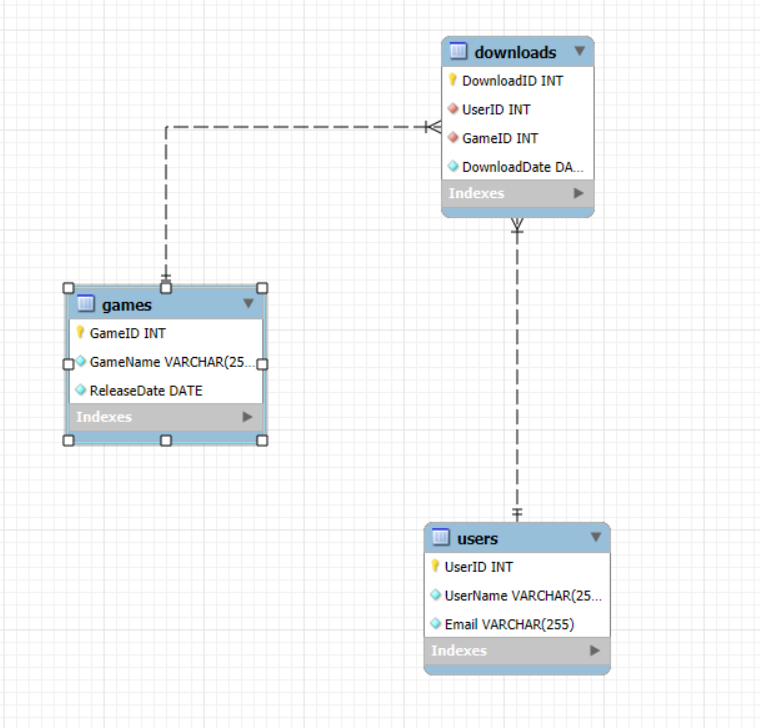 downloads
DownloadID INT
UserID INT
GameID INT
DownloadDate DA...
Indexes
games
GameID INT
GameName VARCHAR(25...
ReleaseDate DATE
Indexes
users
UserID INT
UserName VARCHAR(25...
Email VARCHAR(255)
Indexes